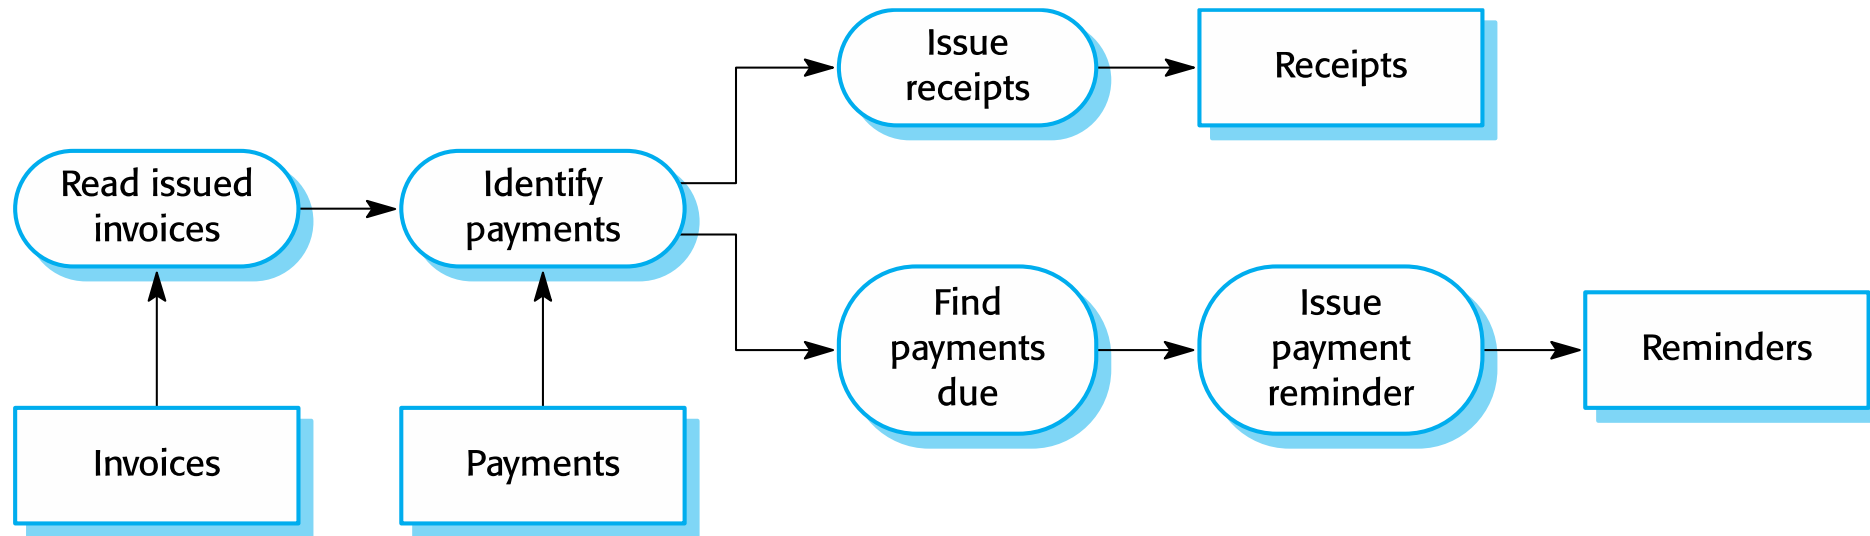 Issue
receipts
Receipts
Read issued
invoices
Identify
payments
Find
payments
due
Issue
payment
reminder
Reminders
Invoices
Payments